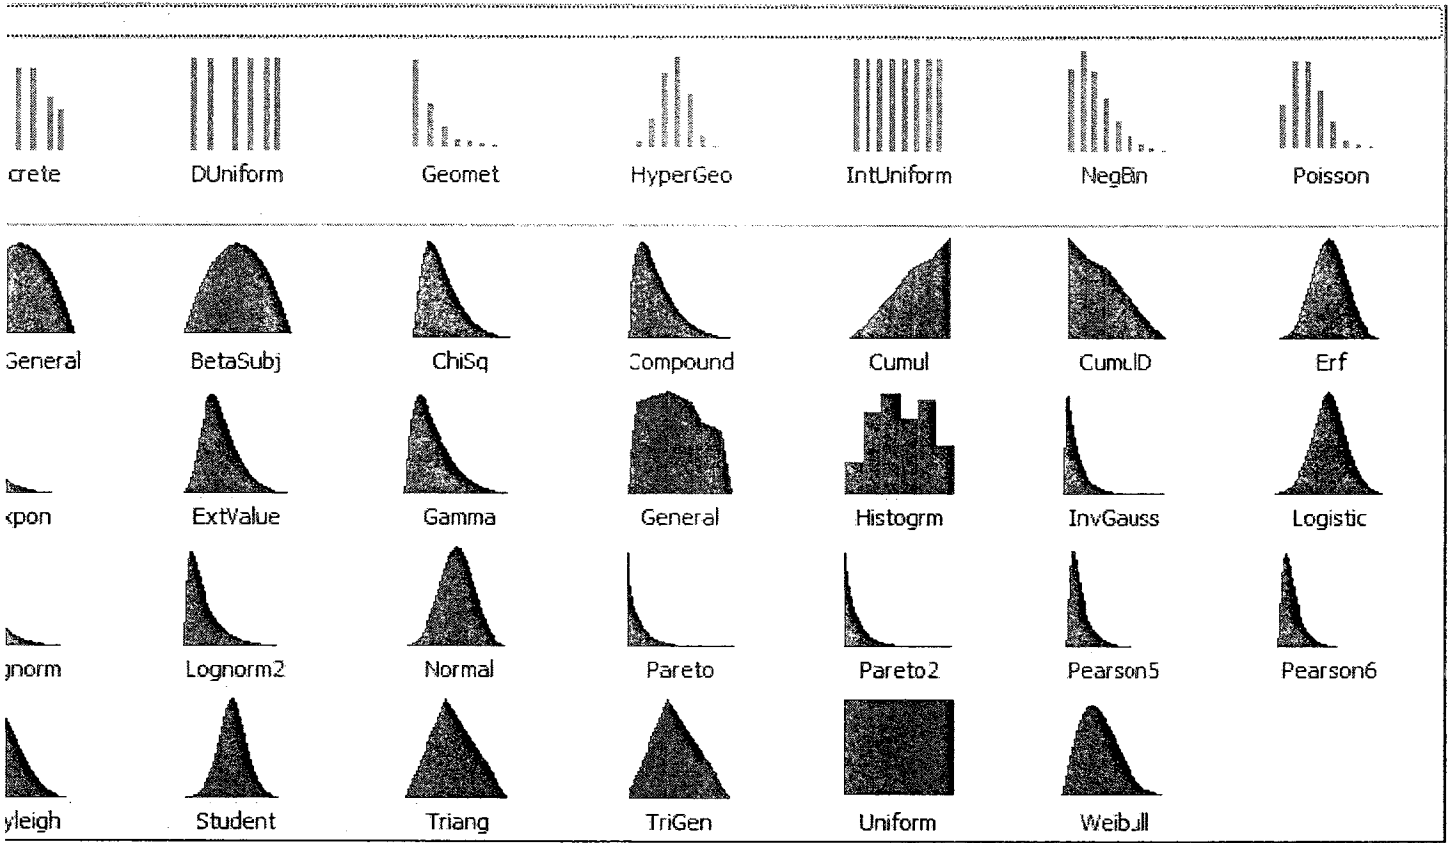 crete DUniform Geomet HyperGeo IntUniform NegBin Poisson
General BetaSubj ChiSq Compound Cumul CumulD Erf
xpon ExtValue Gamma General Histogrm InvGauss Logistic
gnorm Lognorm2 Normal Pareto Pareto2 Pearson5 Pearson6
yleigh Student Triang TriGen Uniform Weibull